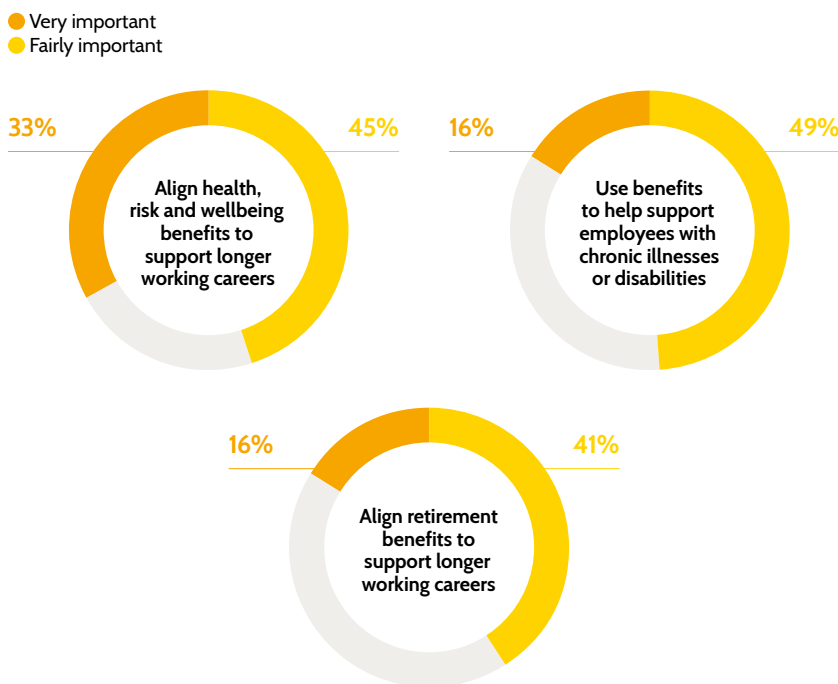 Very important
Fairly important
33%
45%
Align health,
risk and wellbeing
benefits to
support longer
working careers
16%
49%
Use benefits
to help support
employees with
chronic illnesses
or disabilities
16%
41%
Align retirement
benefits to
support longer
working careers